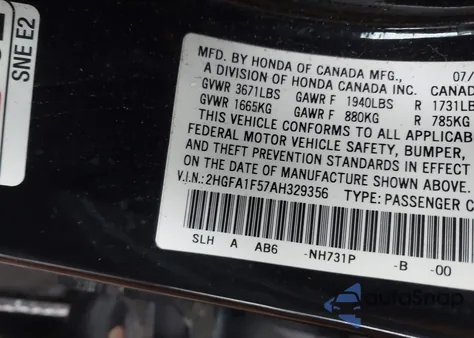 SNE E2
MFD. BY HONDA OF CANADA MFG., 07/
A DIVISION OF HONDA CANADA INC. CANAD
GVWR 3671LBS GAWR F 1940LBS R 1731LB
GVWR 1665KG GAWR F 880KG R 785KG
THIS VEHICLE CONFORMS TO ALL APPLICAB
FEDERAL MOTOR VEHICLE SAFETY, BUMPER,
AND THEFT PREVENTION STANDARDS IN EFFECT
ON THE DATE OF MANUFACTURE SHOWN ABOVE.
V.I.N.: 2HGFA1F57AH329356 TYPE: PASSENGER C
SLH A AB6 -NH731P -B -00
autoSnap